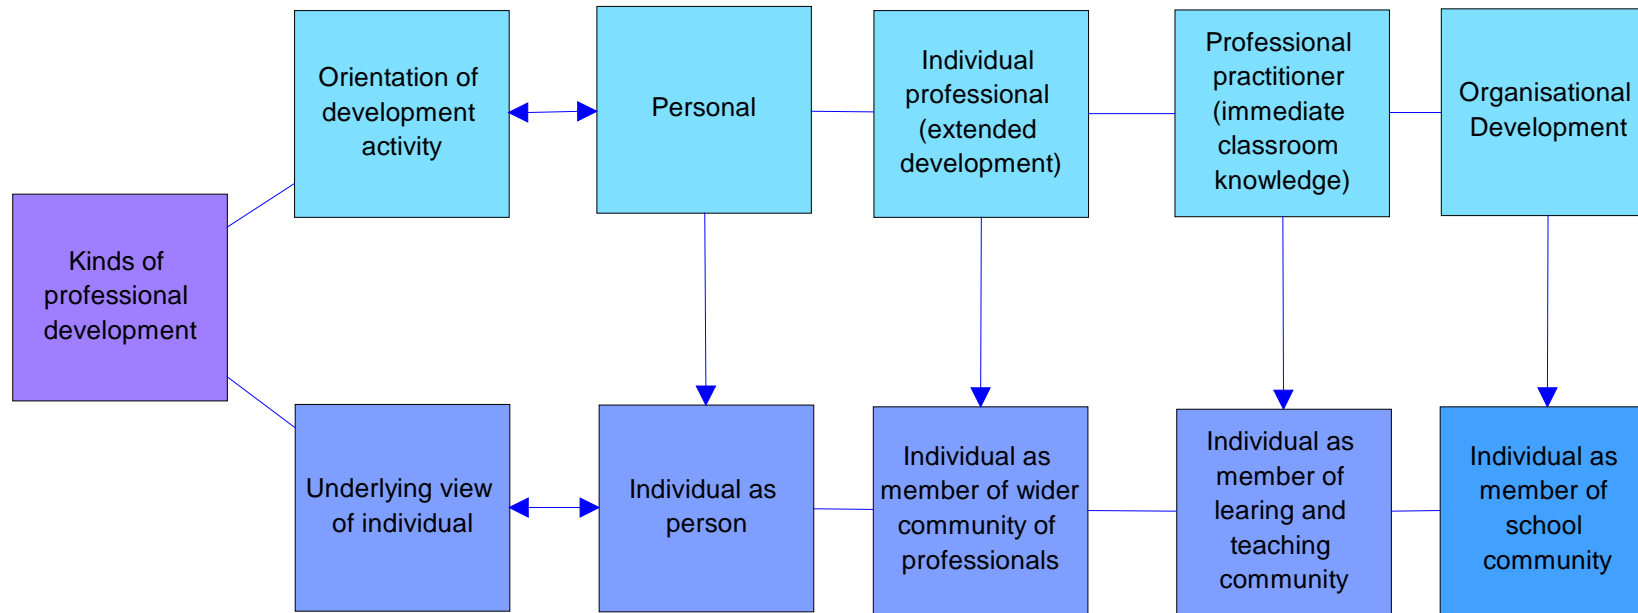 Orientation of
development
activity
Personal
Individual
professional
(extended
development)
Professional
practitioner
(immediate
classroom
knowledge)
Organisational
Development
Kinds of
professional
development
Underlying view
of individual
Individual as
person
Individual as
member of wider
community of
professionals
Individual as
member of
learing and
teaching
community
Individual as
member of
school
community